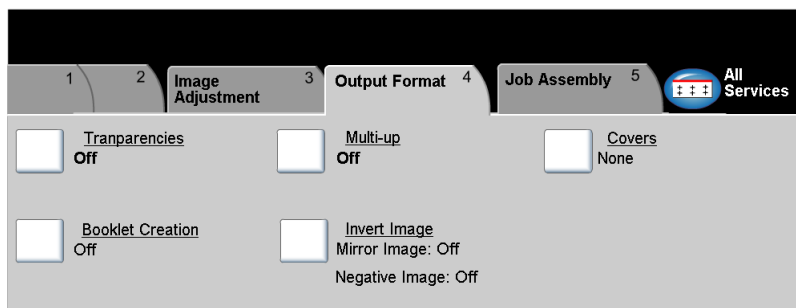 1
2
Image
Adjustment
3
Output Format 4
Job Assembly 5
All
Services
Tranparencies
Off
Multi-up
Off
Covers
None
Booklet Creation
Off
Invert Image
Mirror Image: Off
Negative Image: Off